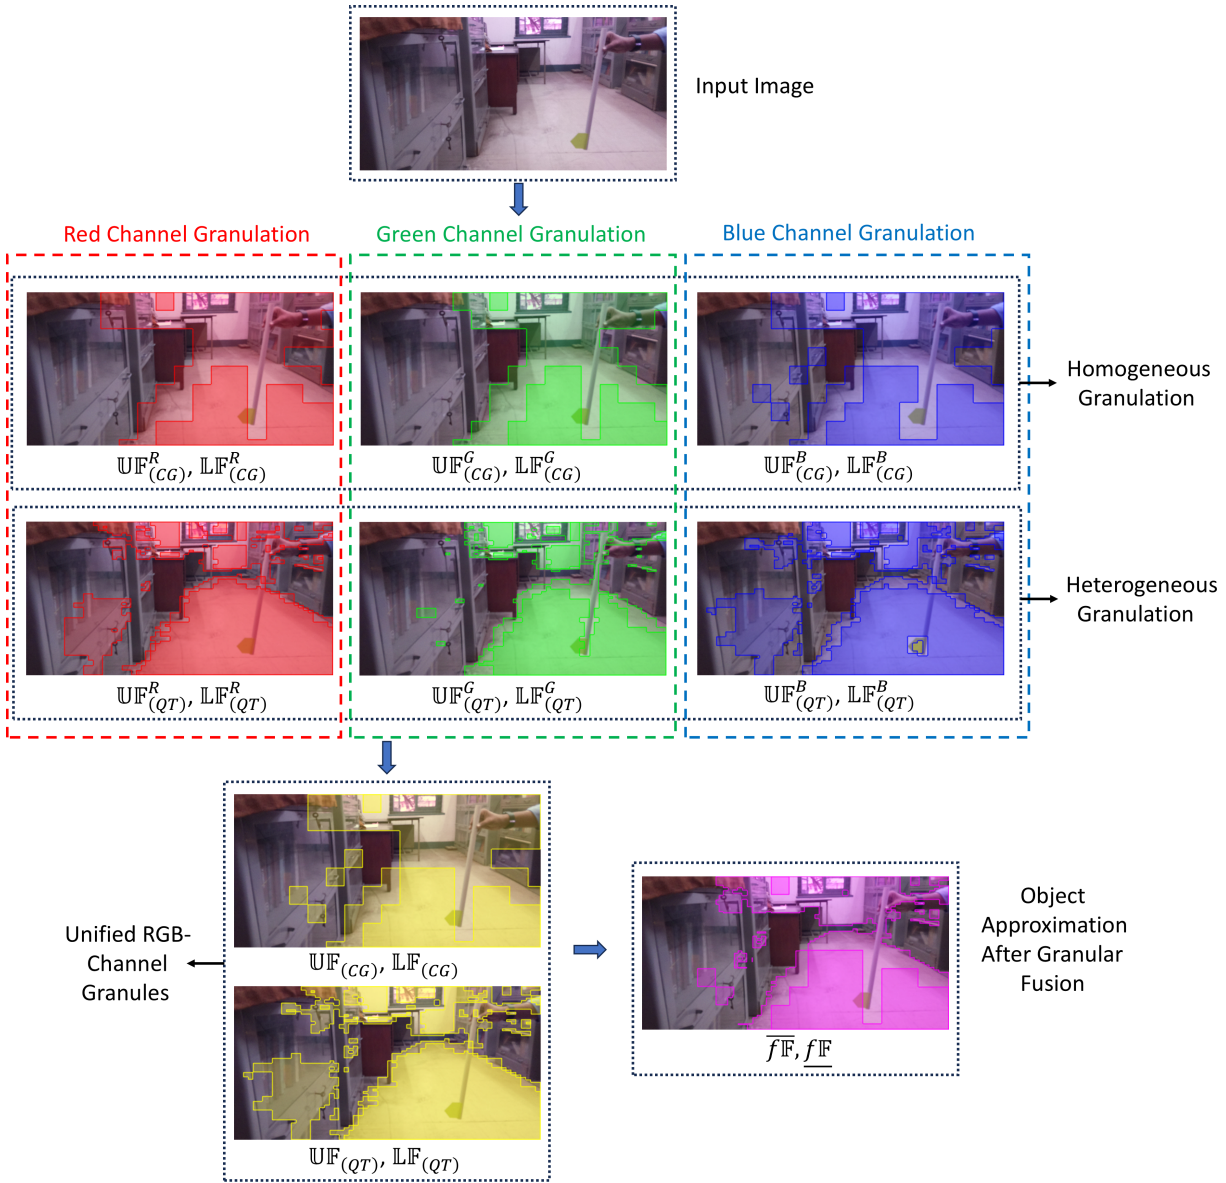 Input Image
Red Channel Granulation
Green Channel Granulation
Blue Channel Granulation
𝕌𝔽^R_(CG), 𝕃𝔽^R_(CG)
𝕌𝔽^G_(CG), 𝕃𝔽^G_(CG)
𝕌𝔽^B_(CG), 𝕃𝔽^B_(CG)
Homogeneous
Granulation
𝕌𝔽^R_(QT), 𝕃𝔽^R_(QT)
𝕌𝔽^G_(QT), 𝕃𝔽^G_(QT)
𝕌𝔽^B_(QT), 𝕃𝔽^B_(QT)
Heterogeneous
Granulation
Unified RGB-
Channel
Granules
𝕌𝔽_(CG), 𝕃𝔽_(CG)
𝕌𝔽_(QT), 𝕃𝔽_(QT)
\overline{f𝔽}, \underline{f𝔽}
Object
Approximation
After Granular
Fusion